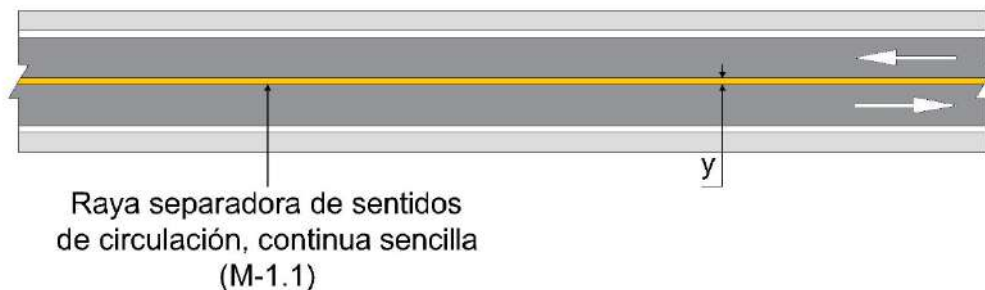 y
Raya separadora de sentidos
de circulación, continua sencilla
(M-1.1)